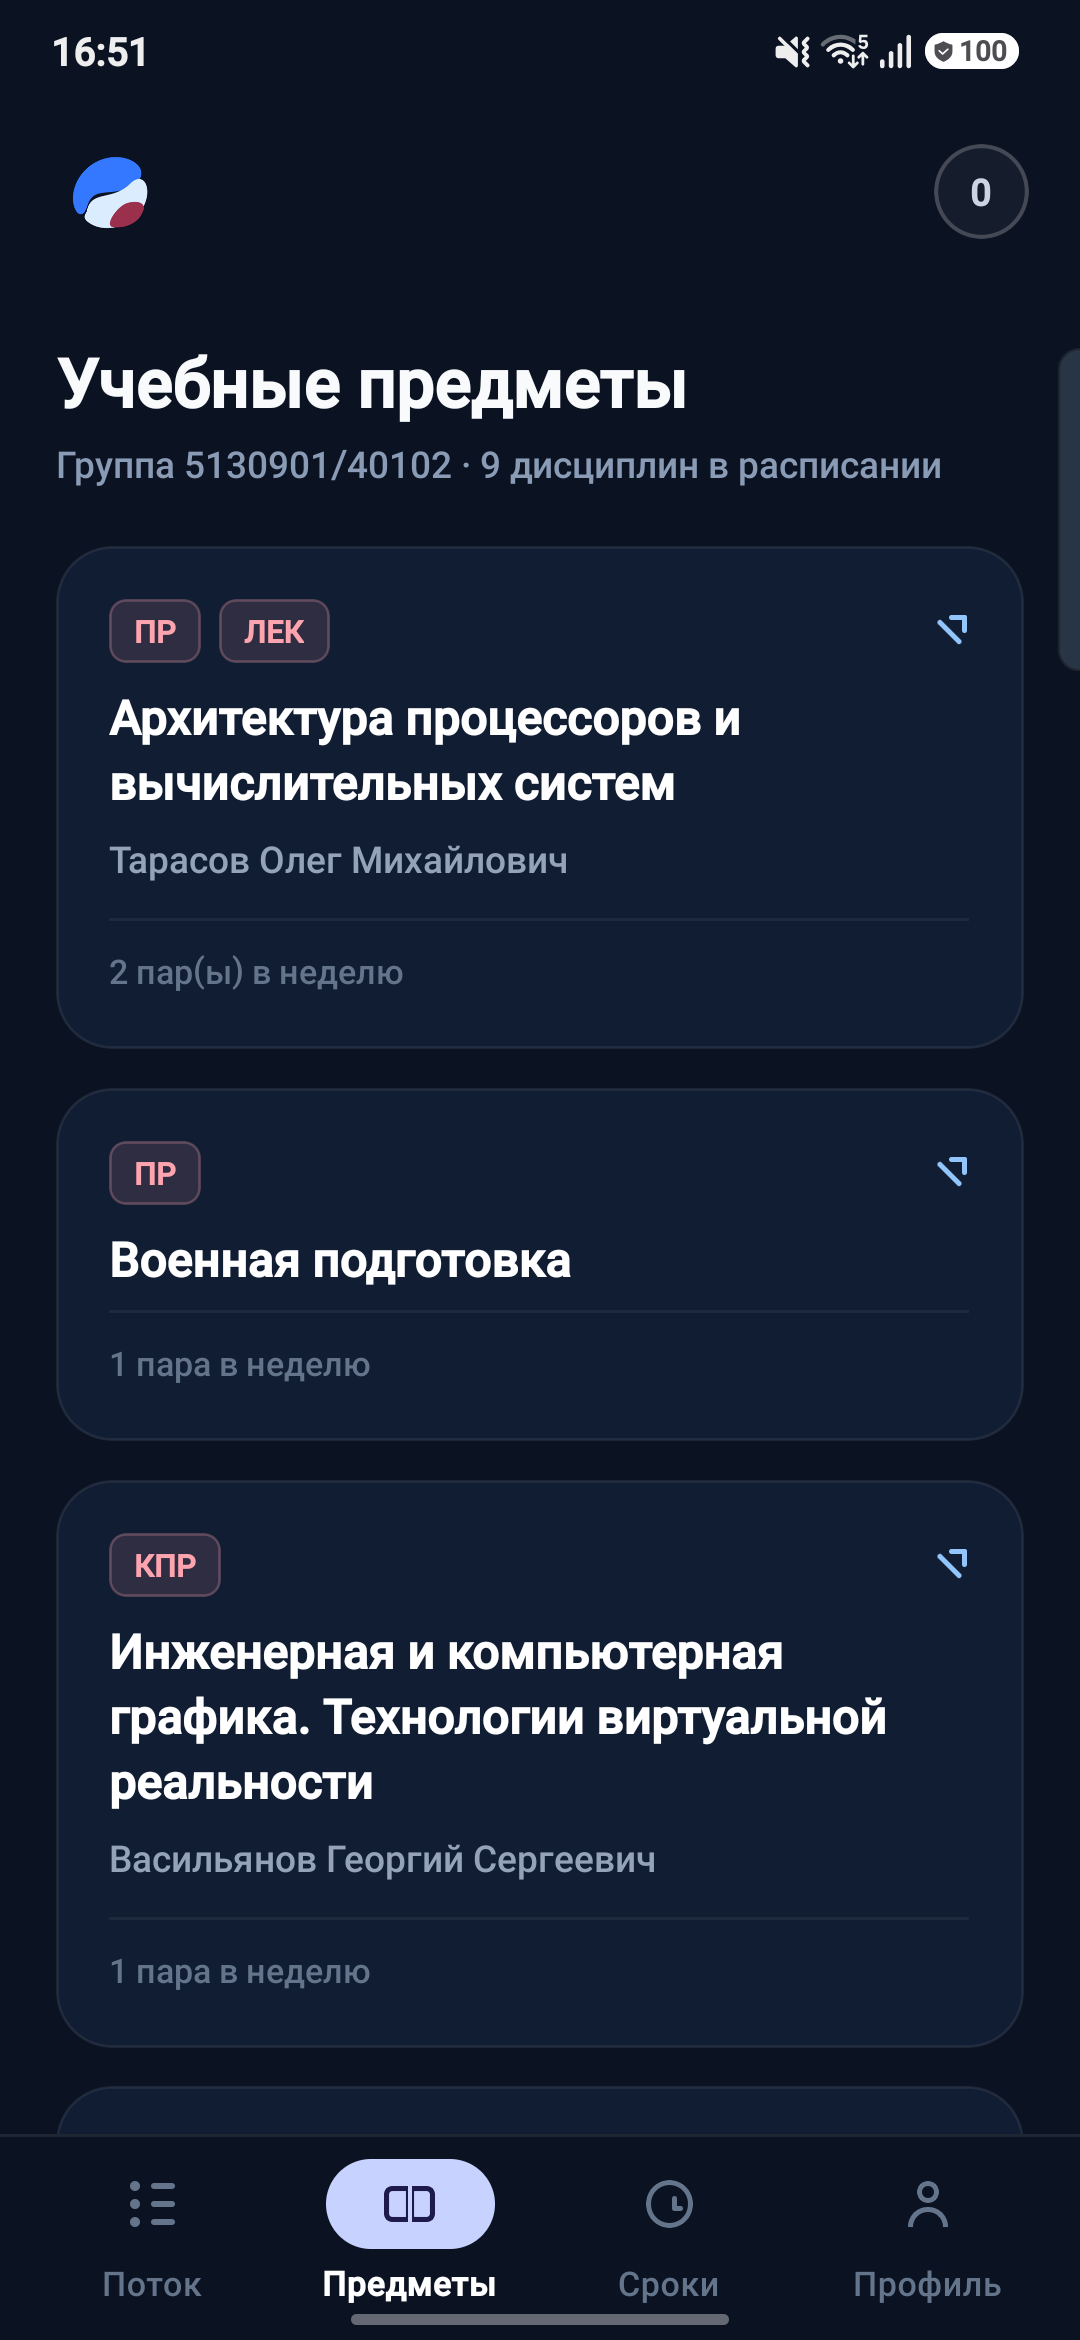 16:51
5
100
0
Учебные предметы
Группа 5130901/40102 · 9 дисциплин в расписании
ПР ЛЕК
Архитектура процессоров и
вычислительных систем
Тарасов Олег Михайлович
2 пар(ы) в неделю
ПР
Военная подготовка
1 пара в неделю
КПР
Инженерная и компьютерная
графика. Технологии виртуальной
реальности
Васильянов Георгий Сергеевич
1 пара в неделю
Поток Предметы Сроки Профиль